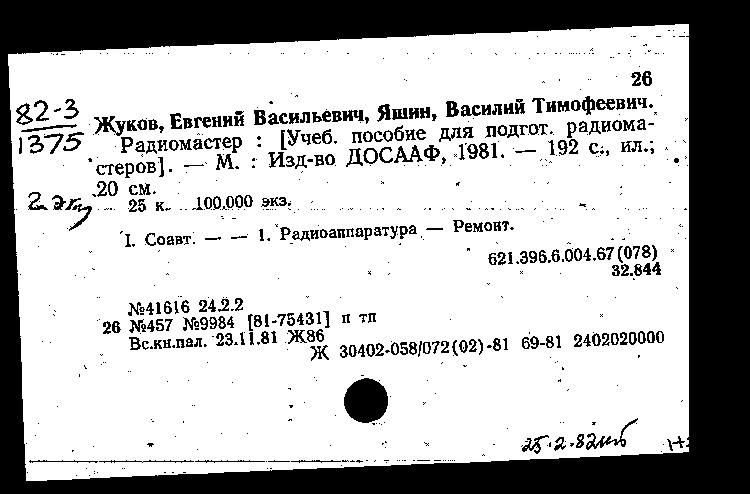 26
82-3
1375
Жуков, Евгений Васильевич, Яшин, Василий Тимофеевич.
Радиомастер : [Учеб. пособие для подгот. радиома-
стеров]. — М. : Изд-во ДОСААФ, 1981. — 192 с., ил.;
20 см.
25 к. 100.000 экз.
I. Соавт. — — 1. Радиоаппаратура — Ремонт.
621.396.6.004.67(078)
32.844
№41616 24.2.2
26 №457 №9984 [81-75431] п тп
Вс.кн.пал. 23.11.81 Ж86
Ж 30402-058/072(02)-81 69-81 2402020000
25.2.82